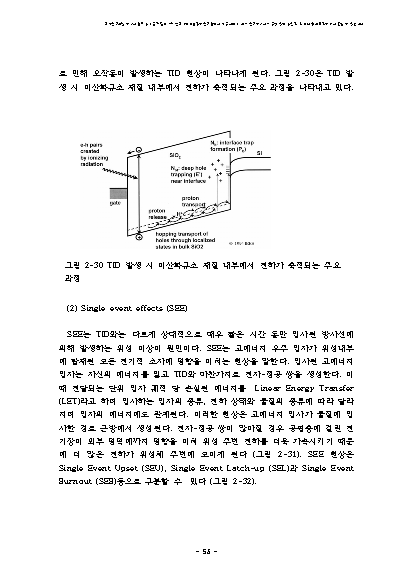 로 인해 오작동이 발생하는 TID 현상이 나타나게 된다. 그림 2-30은 TID 발
생 시 이산화규소 재질 내부에서 전하가 축적되는 주요 과정을 나타내고 있다.
e-h pairs
created
by ionizing
radiation
SiO2
Nit: interface trap
formation (Pb)
Si
Not: deep hole
trapping (E')
near interface
gate
proton
transport
proton
release
H+
hopping transport of
holes through localized
states in bulk SiO2
그림 2-30 TID 발생 시 이산화규소 재질 내부에서 전하가 축적되는 주요
과정
(2) Single event effects (SEE)
SEE는 TID와는 다르게 상대적으로 매우 짧은 시간 동안 입사된 방사선에
의해 발생하는 위성 이상이 원인이다. SEE는 고에너지 우주 입자가 위성내부
에 탑재된 모든 전기적 소자에 영향을 미치는 현상을 말한다. 입사된 고에너지
입자는 자신의 에너지를 잃고 TID와 마찬가지로 전자-정공 쌍을 생성한다. 이
때 전달되는 단위 입자 궤적 당 손실된 에너지를 Linear Energy Transfer
(LET)라고 하며 입사하는 입자의 종류, 전하 상태와 물질의 종류에 따라 달라
지며 입자의 에너지에도 관계된다. 이러한 현상은 고에너지 입자가 물질에 입
사한 경로 근방에서 생성된다. 전자-정공 쌍이 많아질 경우 공핍층에 걸린 전
기장이 외부 영역에까지 영향을 미쳐 위성 주변 전하를 더욱 가속시키기 때문
에 더 많은 전하가 위성체 주변에 모이게 된다 (그림 2-31). SEE 현상은
Single Event Upset (SEU), Single Event Latch-up (SEL)과 Single Event
Burnout (SEB)등으로 구분할 수 있다 (그림 2-32).